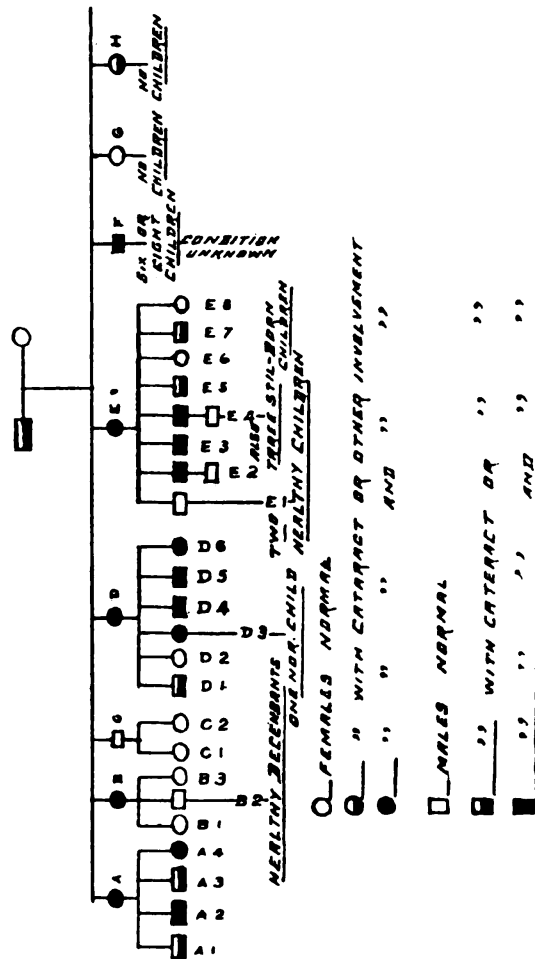 A
B
C
D
E'
F
G
H
SIX OR
EIGHT
CHILDREN
CONDITION
UNKNOWN
NO CHILDREN
NO CHILDREN
A1
A2
A3
A4
B1
B2
B3
C1
C2
D1
D2
D3
D4
D5
D6
E1
E2
E3
E4
E5
E6
E7
E8
HEALTHY DECENDANTS
ONE NOR. CHILD
TWO
HEALTHY CHILDREN
ALSO
THREE STIL-BORN
CHILDREN
FEMALES NORMAL
" WITH CATARACT OR OTHER INVOLVEMENT
,, " " AND ,, ,,
MALES NORMAL
,, WITH CATERACT OR ,, ,,
,, ,, ,, AND ,, ,,